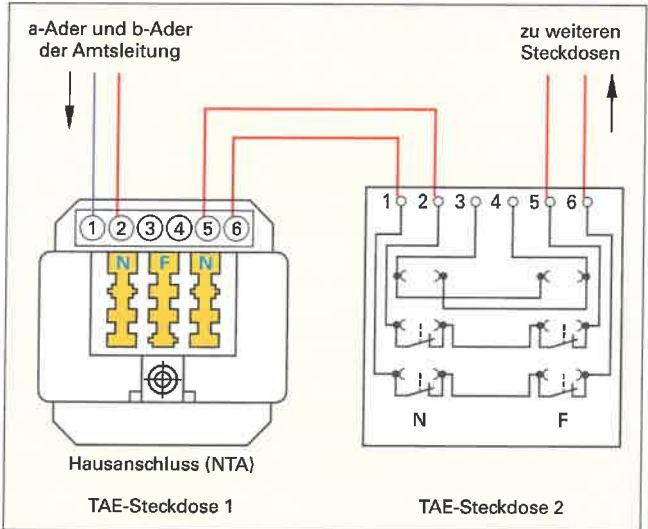 a-Ader und b-Ader
der Amtsleitung
zu weiteren
Steckdosen
1 2 3 4 5 6
N F N
1 2 3 4 5 6
N F
Hausanschluss (NTA)
TAE-Steckdose 1
TAE-Steckdose 2